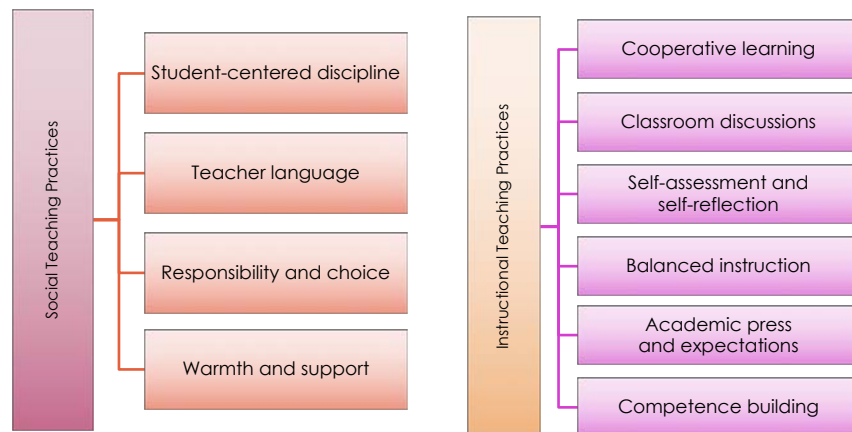 Social Teaching Practices
Student-centered discipline
Teacher language
Responsibility and choice
Warmth and support
Instructional Teaching Practices
Cooperative learning
Classroom discussions
Self-assessment and
self-reflection
Balanced instruction
Academic press
and expectations
Competence building